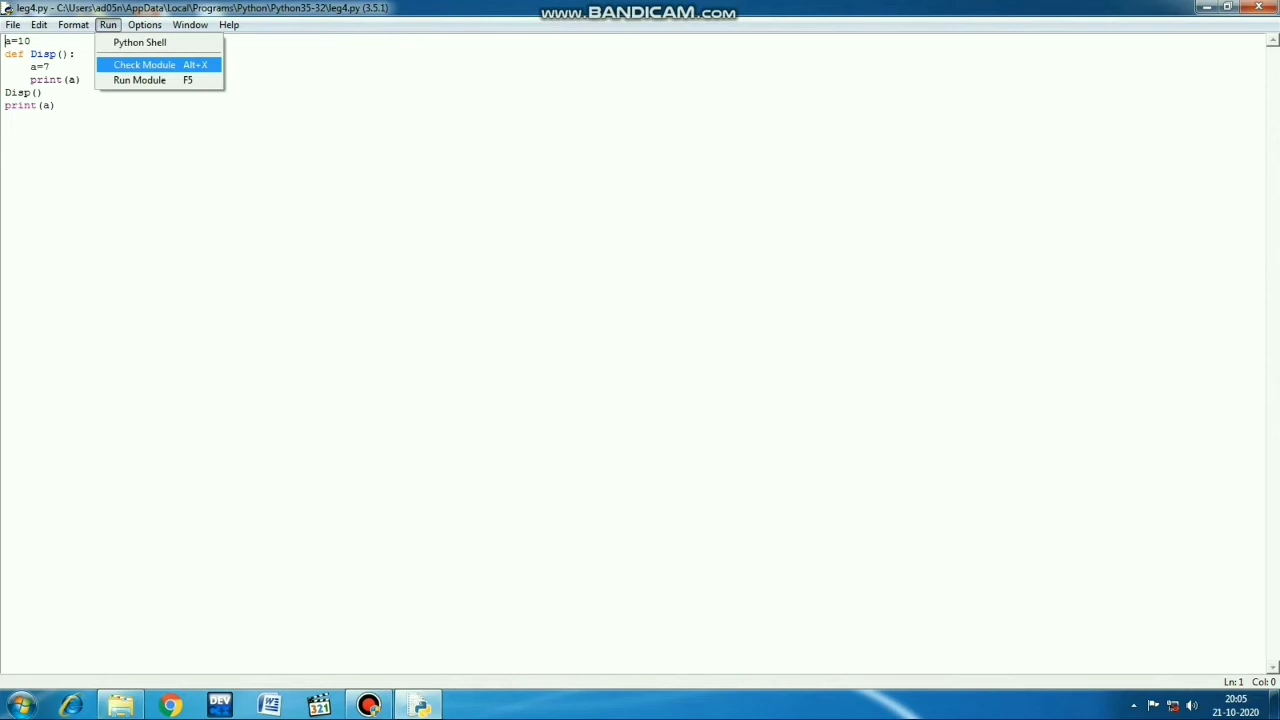 leg4.py - C:\Users\ad05n\AppData\Local\Programs\Python\Python35-32\leg4.py (3.5.1)
www.BANDICAM.com
File Edit Format Run Options Window Help
Python Shell
Check Module Alt+X
Run Module F5
a=10
def Disp():
    a=7
    print(a)
Disp()
print(a)
Ln: 1 Col: 0
DEV
W
321
20:05
21-10-2020